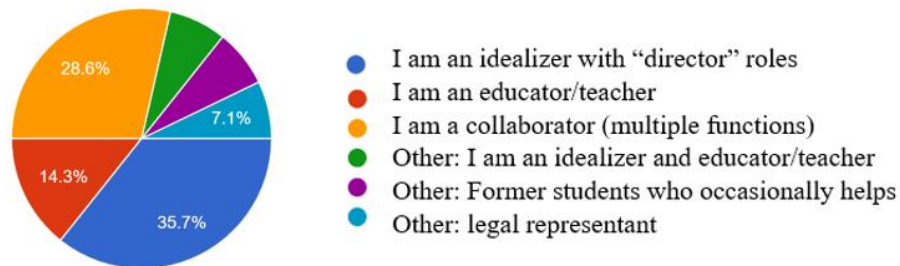 28.6%
7.1%
14.3%
35.7%
I am an idealizer with “director” roles
I am an educator/teacher
I am a collaborator (multiple functions)
Other: I am an idealizer and educator/teacher
Other: Former students who occasionally helps
Other: legal representant